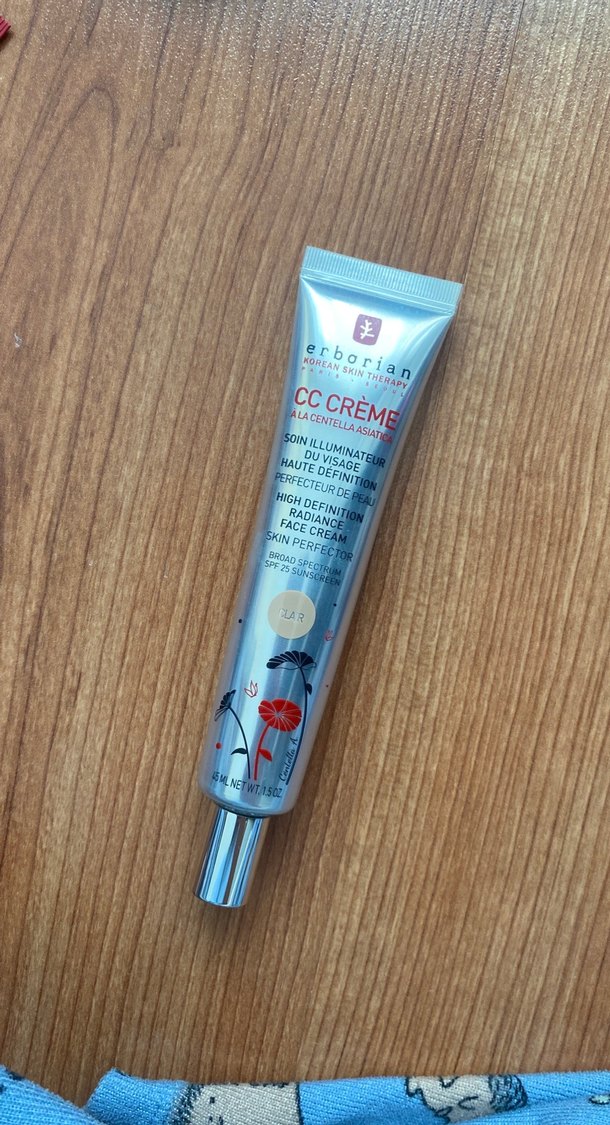 erborian
KOREAN SKIN THERAPY
PARIS - SEOUL
CC CRÈME
À LA CENTELLA ASIATICA
SOIN ILLUMINATEUR
DU VISAGE
HAUTE DÉFINITION
PERFECTEUR DE PEAU
HIGH DEFINITION
RADIANCE
FACE CREAM
SKIN PERFECTOR
BROAD SPECTRUM
SPF 25 SUNSCREEN
CLAIR
Centella A.
45 ML NET WT. 1.5 OZ